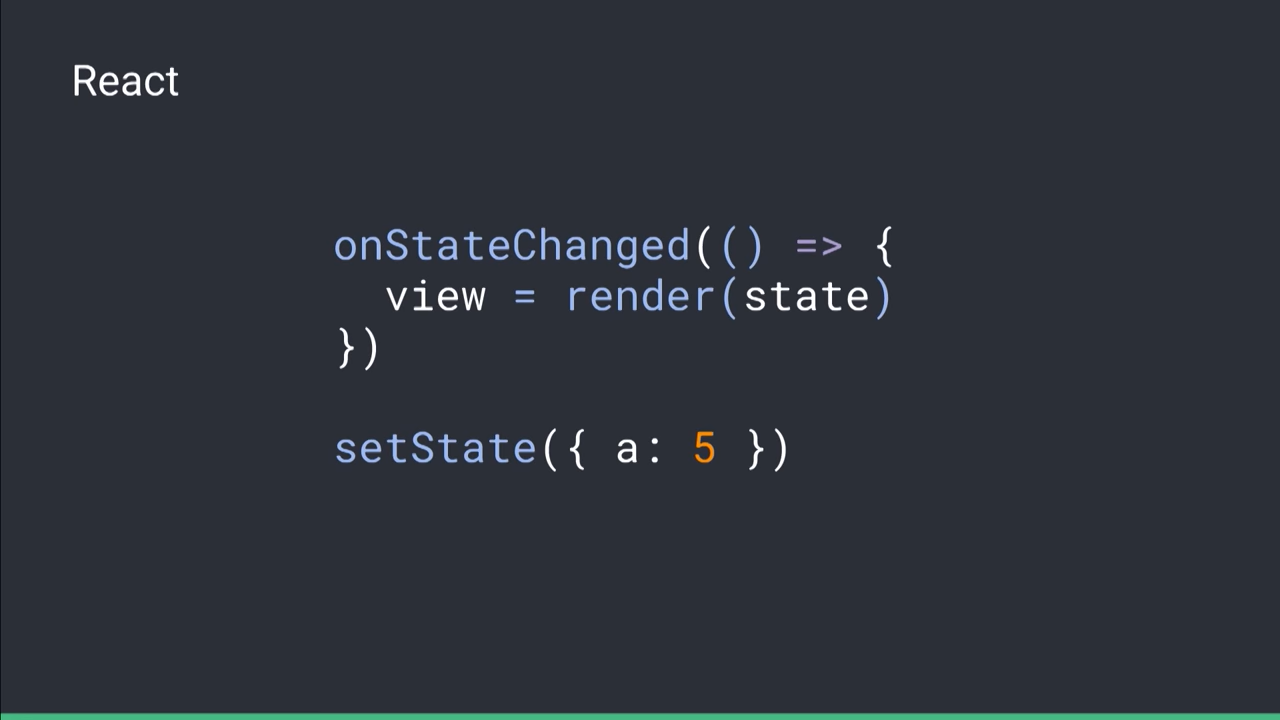 React
onStateChanged(() => {
  view = render(state)
})
setState({ a: 5 })